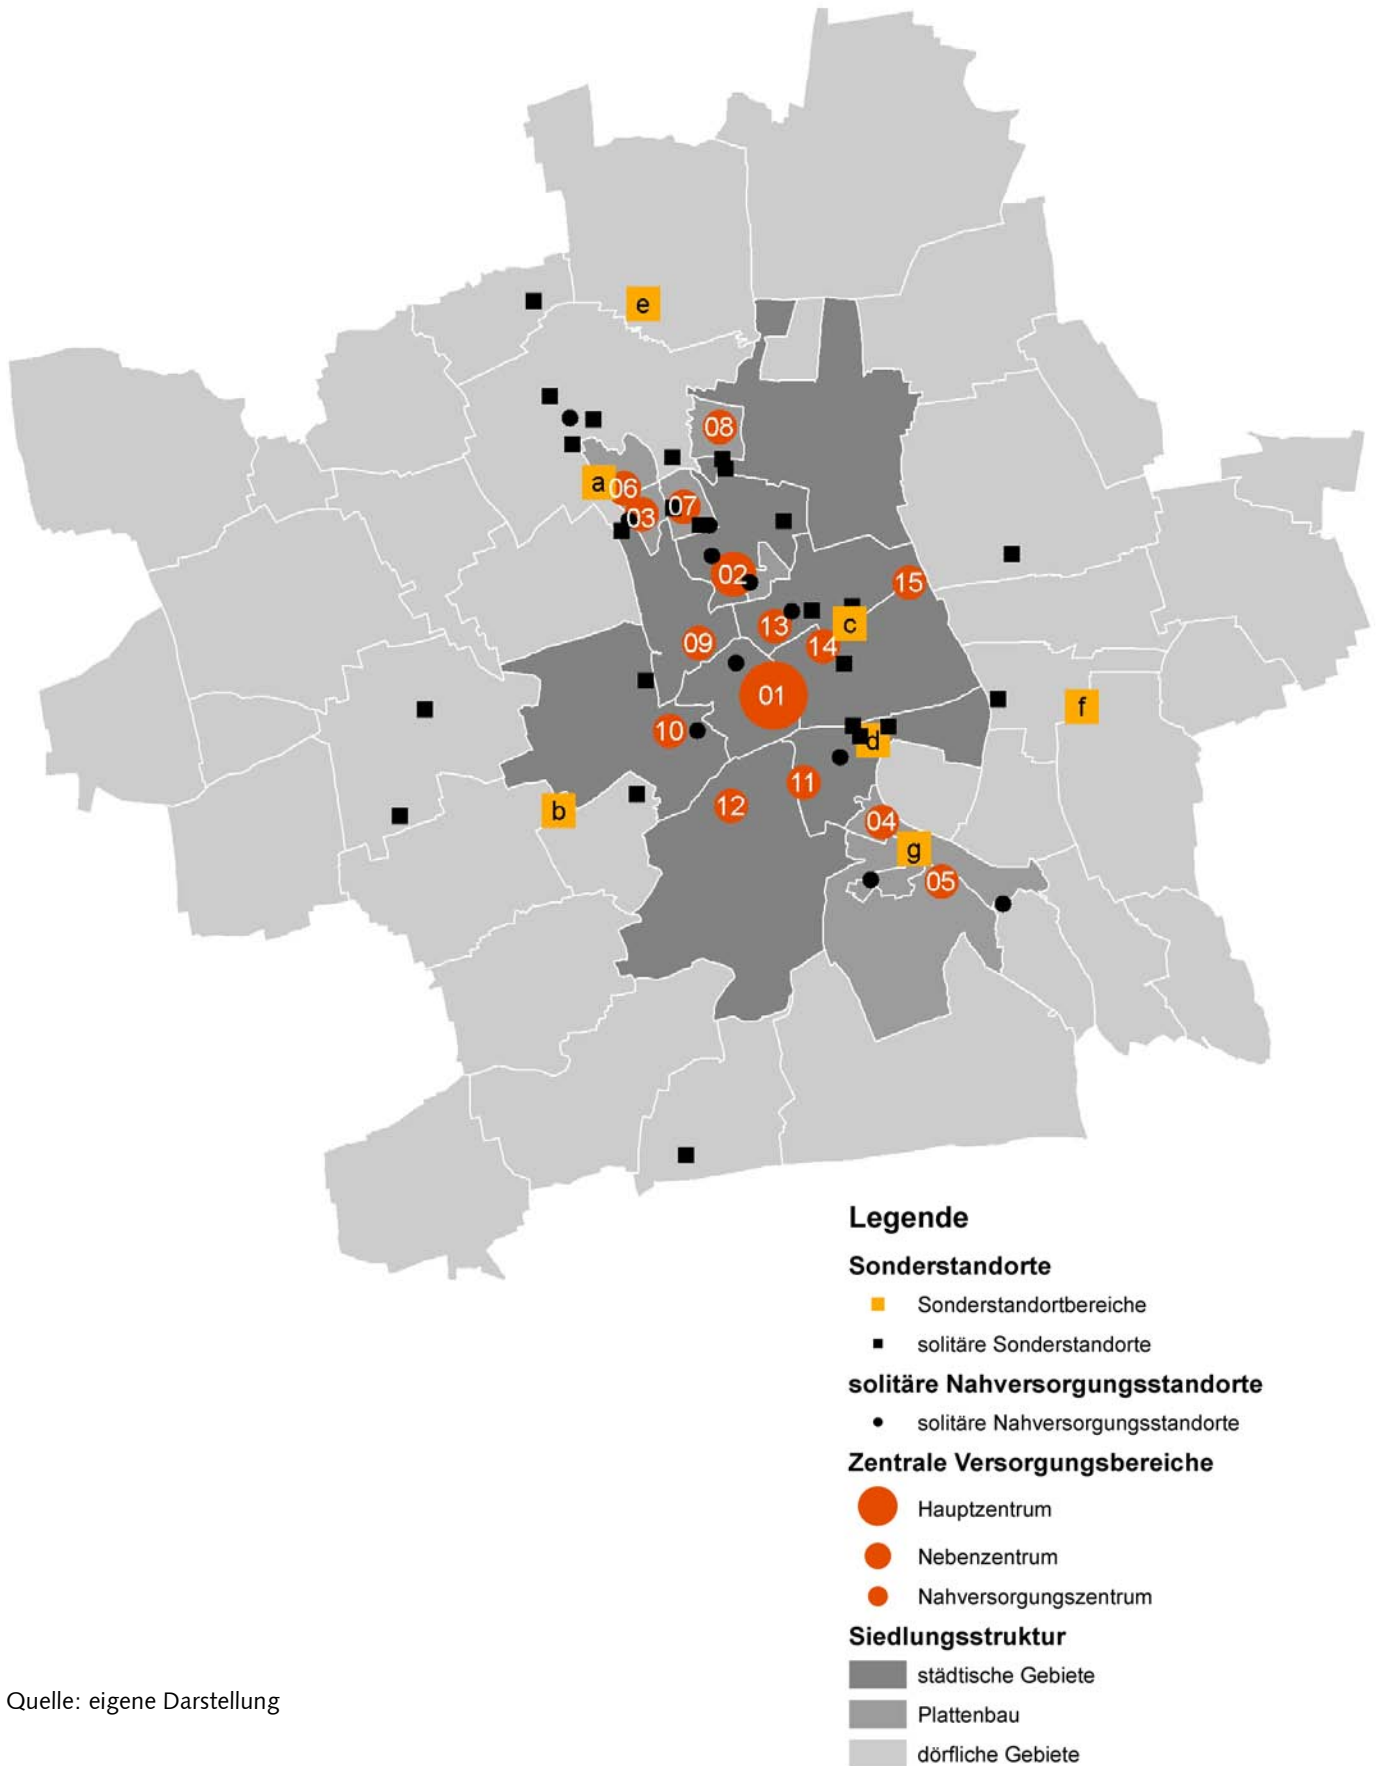 e
08
a
06
07
03
02
15
13
c
09
14
01
f
10
d
11
b
12
04
g
05
Legende
Sonderstandorte
Sonderstandortbereiche
solitäre Sonderstandorte
solitäre Nahversorgungsstandorte
solitäre Nahversorgungsstandorte
Zentrale Versorgungsbereiche
Hauptzentrum
Nebenzentrum
Nahversorgungszentrum
Siedlungsstruktur
städtische Gebiete
Plattenbau
dörfliche Gebiete
Quelle: eigene Darstellung